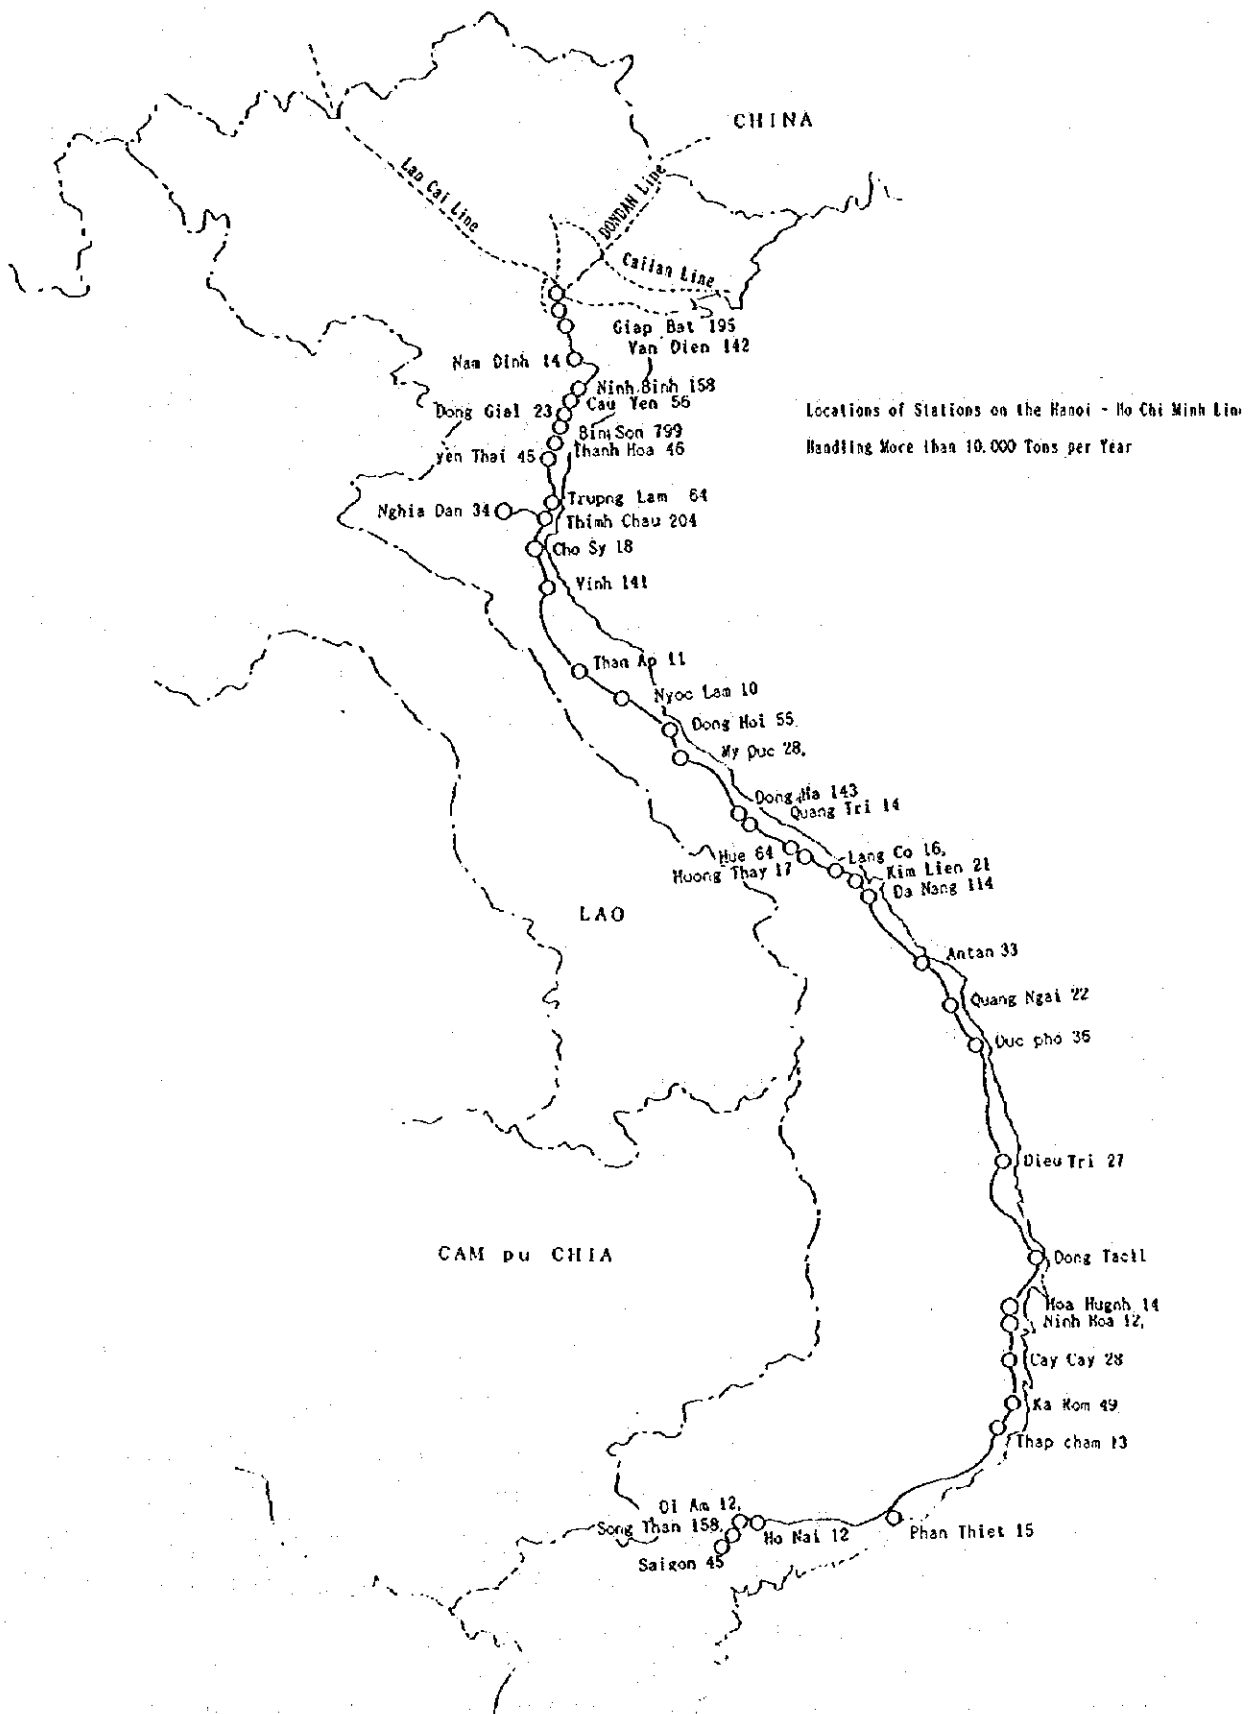 CHINA
Lan Cai Line
DONDAN Line
Cailan Line
Giap Bat 195
Van Dien 142
Nam Dinh 14
Ninh Binh 158
Cau Yen 56
Dong Gial 23
Bim Son 799
Thanh Hoa 46
yen Thai 45
Locations of Stations on the Hanoi - Ho Chi Minh Lin
Handling More than 10,000 Tons per Year
Trupng Lam 64
Nghia Dan 34
Thimh Chau 204
Cho Sy 18
Vinh 141
Than Ap 11
Nyoc Lam 10
Dong Hoi 55
My Duc 28,
Dong Ha 143
Quang Tri 14
Hue 64
Huong Thay 17
Lang Co 16,
Kim Lien 21
Da Nang 114
LAO
Antan 33
Quang Ngai 22
Duc pho 36
Dieu Tri 27
CAM pu CHIA
Dong Tac11
Hoa Hugnh 14
Ninh Hoa 12,
Cay Cay 28
Ka Rom 49
Thap cham 13
Di Am 12,
Song Than 158,
Ho Nai 12
Phan Thiet 15
Saigon 45